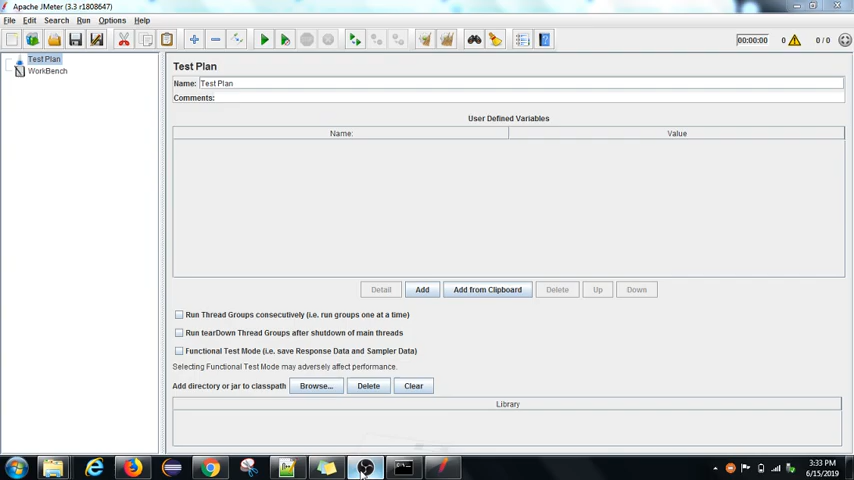 Apache JMeter (3.3 r1808647)
File Edit Search Run Options Help
00:00:00 0 0 / 0
Test Plan
WorkBench
Test Plan
Name: Test Plan
Comments:
User Defined Variables
Name: Value
Detail Add Add from Clipboard Delete Up Down
Run Thread Groups consecutively (i.e. run groups one at a time)
Run tearDown Thread Groups after shutdown of main threads
Functional Test Mode (i.e. save Response Data and Sampler Data)
Selecting Functional Test Mode may adversely affect performance.
Add directory or jar to classpath Browse... Delete Clear
Library
3:33 PM
6/15/2019